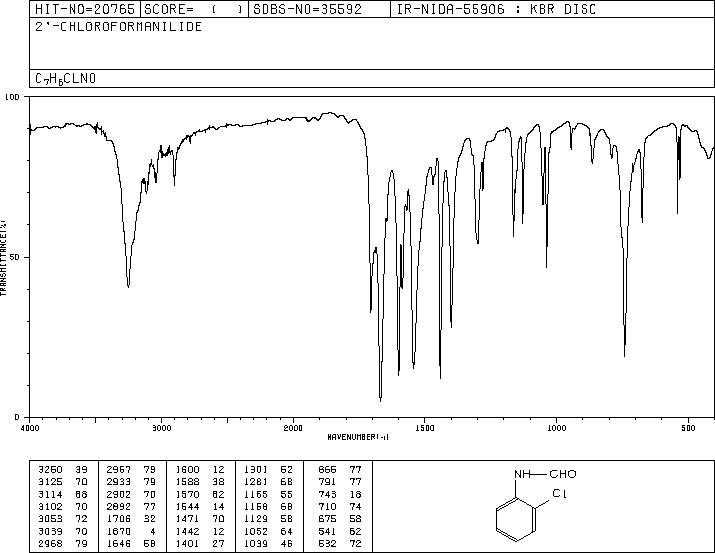 HIT-NO=20765 SCORE= ( ) SDBS-NO=35592 IR-NIDA-55906 : KBR DISC
2'-CHLOROFORMANILIDE
C7H6CLNO
100
50
0
TRANSMITTANCE(%)
4000 3000 2000 1500 1000 500
WAVENUMBER(-1)
3260 39 2957 79 1600 12 1301 52 866 77
3125 70 2933 79 1588 38 1281 68 791 77
3114 68 2902 70 1570 62 1165 55 743 18
3102 70 2892 77 1544 14 1158 68 710 74
3053 72 1706 32 1471 70 1129 58 675 58
3039 70 1670 4 1442 12 1052 64 541 62
2968 79 1646 58 1401 27 1039 46 532 72
NH CHO
Cl